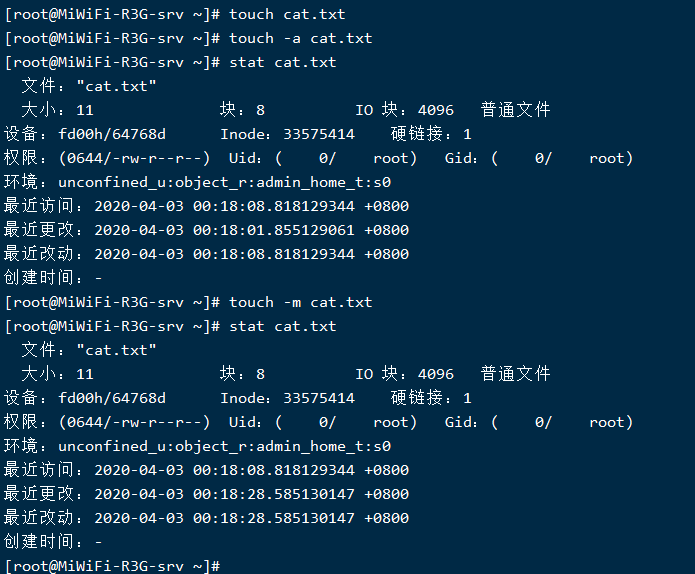 [root@MiWiFi-R3G-srv ~]# touch cat.txt
[root@MiWiFi-R3G-srv ~]# touch -a cat.txt
[root@MiWiFi-R3G-srv ~]# stat cat.txt
  文件："cat.txt"
  大小：11              块：8          IO 块：4096   普通文件
设备：fd00h/64768d      Inode：33575414    硬链接：1
权限：(0644/-rw-r--r--)  Uid：(    0/    root)   Gid：(    0/    root)
环境：unconfined_u:object_r:admin_home_t:s0
最近访问：2020-04-03 00:18:08.818129344 +0800
最近更改：2020-04-03 00:18:01.855129061 +0800
最近改动：2020-04-03 00:18:08.818129344 +0800
创建时间：-
[root@MiWiFi-R3G-srv ~]# touch -m cat.txt
[root@MiWiFi-R3G-srv ~]# stat cat.txt
  文件："cat.txt"
  大小：11              块：8          IO 块：4096   普通文件
设备：fd00h/64768d      Inode：33575414    硬链接：1
权限：(0644/-rw-r--r--)  Uid：(    0/    root)   Gid：(    0/    root)
环境：unconfined_u:object_r:admin_home_t:s0
最近访问：2020-04-03 00:18:08.818129344 +0800
最近更改：2020-04-03 00:18:28.585130147 +0800
最近改动：2020-04-03 00:18:28.585130147 +0800
创建时间：-
[root@MiWiFi-R3G-srv ~]#